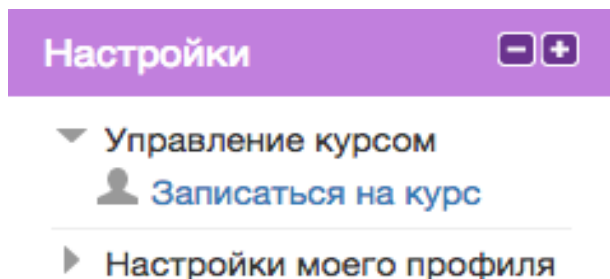 Настройки
Управление курсом
Записаться на курс
Настройки моего профиля